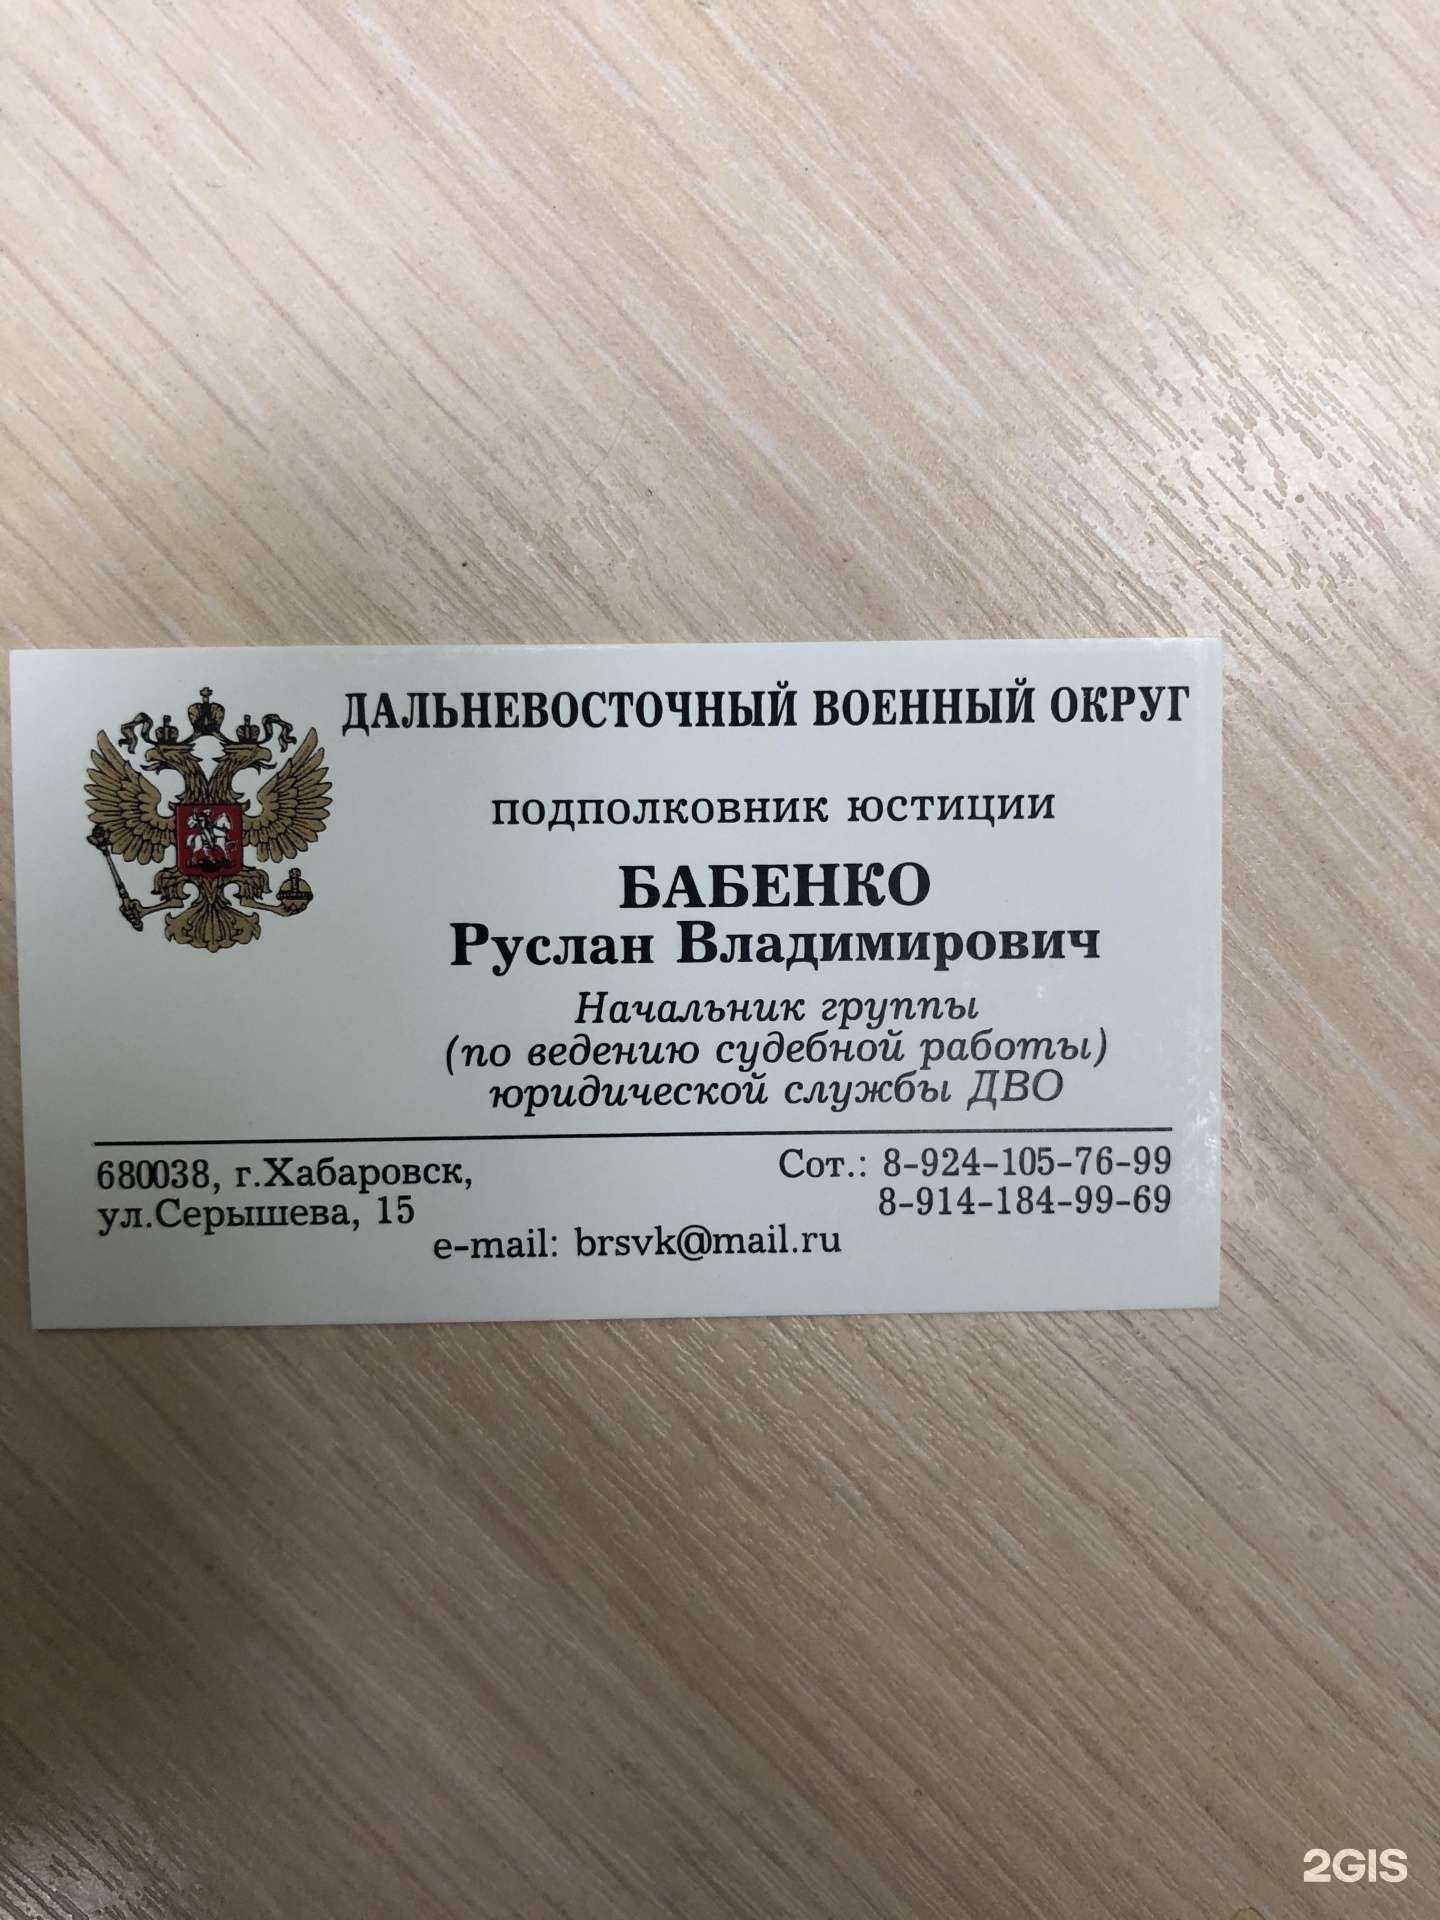 ДАЛЬНЕВОСТОЧНЫЙ ВОЕННЫЙ ОКРУГ
подполковник юстиции
БАБЕНКО
Руслан Владимирович
Начальник группы
(по ведению судебной работы)
юридической службы ДВО
680038, г.Хабаровск,
ул.Серышева, 15
Сот.: 8-924-105-76-99
8-914-184-99-69
e-mail: brsvk@mail.ru
2GIS